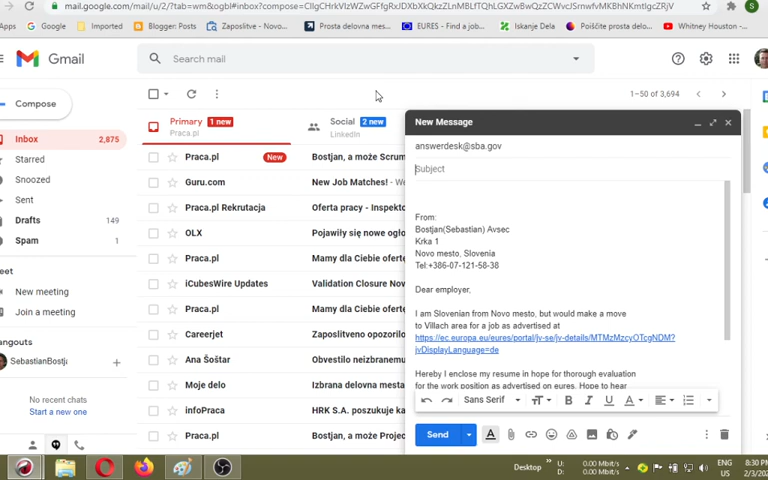 mail.google.com/mail/u/2/?tab=wm&ogbl#inbox?compose=
Apps Google Imported Blogger: Posts Zaposlitve - Novo... Prosta delovna mes... EURES - Find a job... Iskanje Dela Poiščite prosto delo... Whitney Houston
Gmail
Search mail
Compose
1–50 of 3,694
Inbox 2,875
Starred
Snoozed
Sent
Drafts 149
Spam 1
eet
New meeting
Join a meeting
angouts
SebastianBostja
No recent chats
Start a new one
Primary 1 new
Praca.pl
Social 2 new
LinkedIn
Praca.pl New Bostjan, a może Scrum
Guru.com New Job Matches! - We
Praca.pl Rekrutacja Oferta pracy - Inspekto
OLX Pojawiły się nowe ogło
Praca.pl Mamy dla Ciebie oferte
iCubesWire Updates Validation Closure Nov
Praca.pl Mamy dla Ciebie oferte
Careerjet Zaposlitveno opozorilo
Ana Šoštar Obvestilo neizbranemu
Moje delo Izbrana delovna mesta
infoPraca HRK S.A. poszukuje ka
Praca.pl Bostjan, a może Projec
New Message
answerdesk@sba.gov
Subject
From:
Bostjan(Sebastian) Avsec
Krka 1
Novo mesto, Slovenia
Tel:+386-07-121-58-38
Dear employer,
I am Slovenian from Novo mesto, but would make a move
to Villach area for a job as advertised at
https://ec.europa.eu/eures/portal/jv-se/jv-details/MTMzMzcyOTcgNDM?
jvDisplayLanguage=de
Hereby I enclose my resume in hope for thorough evaluation
for the work position as advertised on eures. Hope to hear
Sans Serif
Send
Desktop
U: 0.00 Mbit/s
D: 0.00 Mbit/s
ENG
US
8:30 PM